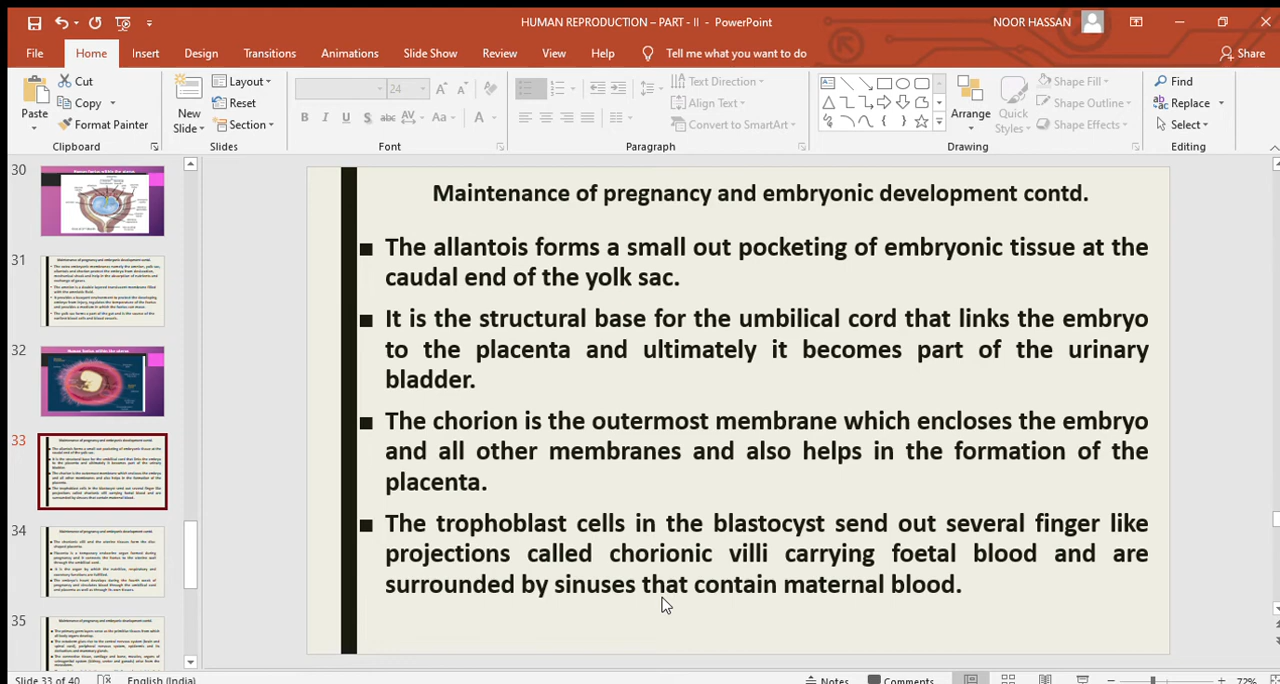 HUMAN REPRODUCTION – PART - II - PowerPoint
NOOR HASSAN
File Home Insert Design Transitions Animations Slide Show Review View Help Tell me what you want to do Share
Paste
Cut
Copy
Format Painter
Clipboard
New Slide
Layout
Reset
Section
Slides
24
B I U S abc AV Aa A
Font
Text Direction
Align Text
Convert to SmartArt
Paragraph
Arrange
Quick Styles
Shape Fill
Shape Outline
Shape Effects
Drawing
Find
Replace
Select
Editing
30
31
32
33
34
35
Maintenance of pregnancy and embryonic development contd.
The allantois forms a small out pocketing of embryonic tissue at the
caudal end of the yolk sac.
It is the structural base for the umbilical cord that links the embryo
to the placenta and ultimately it becomes part of the urinary
bladder.
The chorion is the outermost membrane which encloses the embryo
and all other membranes and also helps in the formation of the
placenta.
The trophoblast cells in the blastocyst send out several finger like
projections called chorionic villi carrying foetal blood and are
surrounded by sinuses that contain maternal blood.
Slide 33 of 40 English (India) Notes Comments 72%